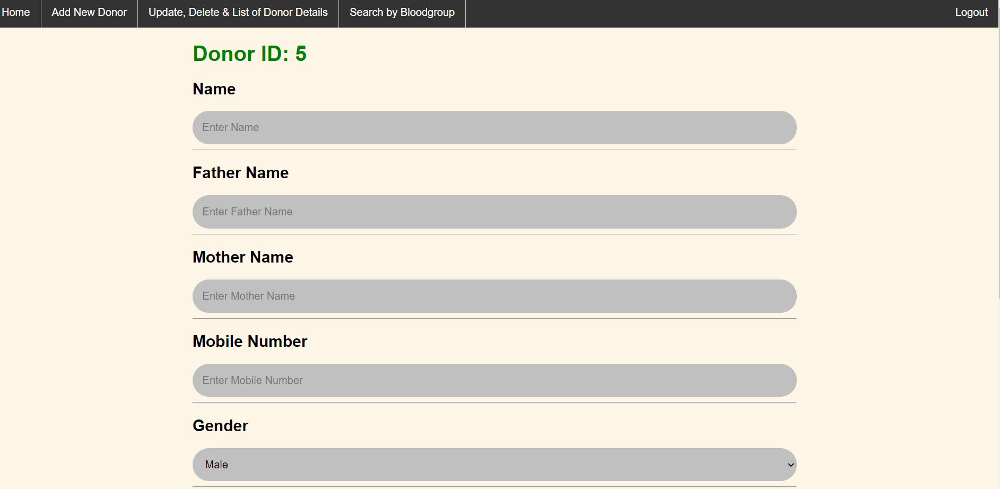 Home Add New Donor Update, Delete & List of Donor Details Search by Bloodgroup Logout
Donor ID: 5
Name
Enter Name
Father Name
Enter Father Name
Mother Name
Enter Mother Name
Mobile Number
Enter Mobile Number
Gender
Male